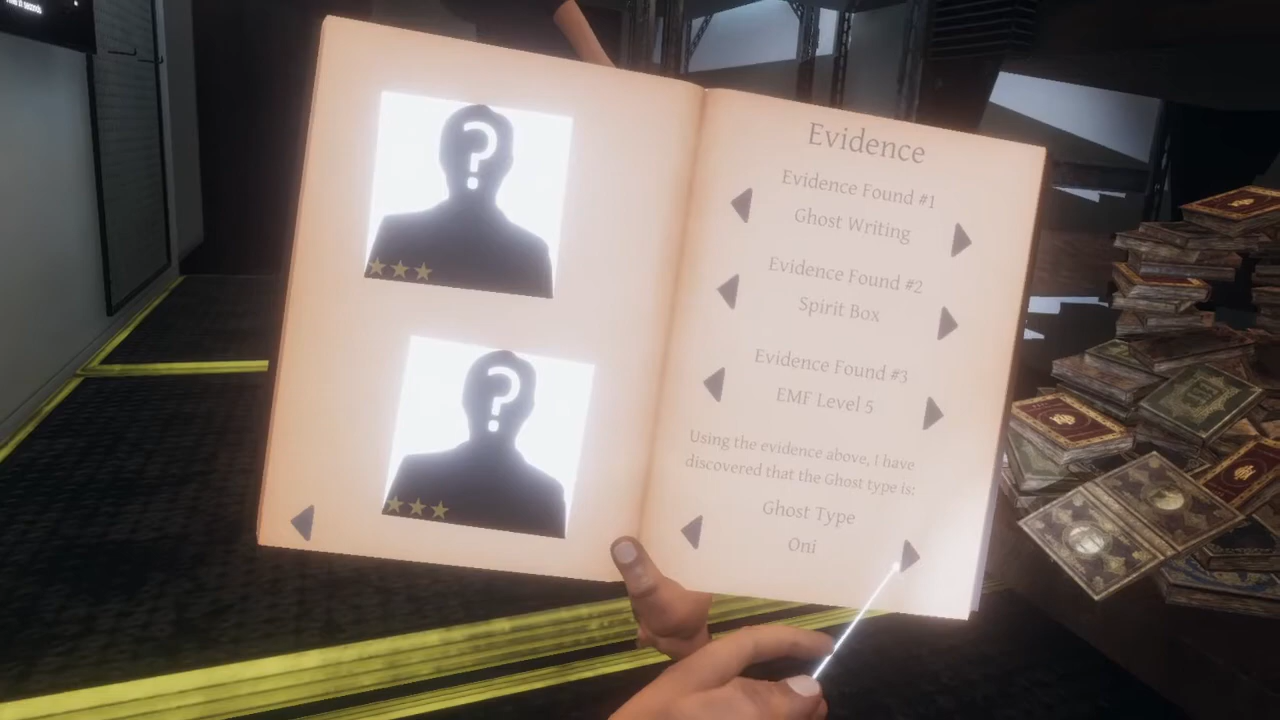 Evidence
Evidence Found #1
Ghost Writing
Evidence Found #2
Spirit Box
Evidence Found #3
EMF Level 5
Using the evidence above, I have
discovered that the Ghost type is:
Ghost Type
Oni